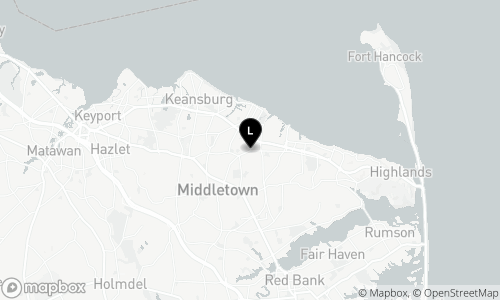 Fort Hancock
Keansburg
Keyport
L
Matawan
Hazlet
Highlands
Middletown
Rumson
Fair Haven
Red Bank
Holmdel
mapbox
© Mapbox © OpenStreetMap